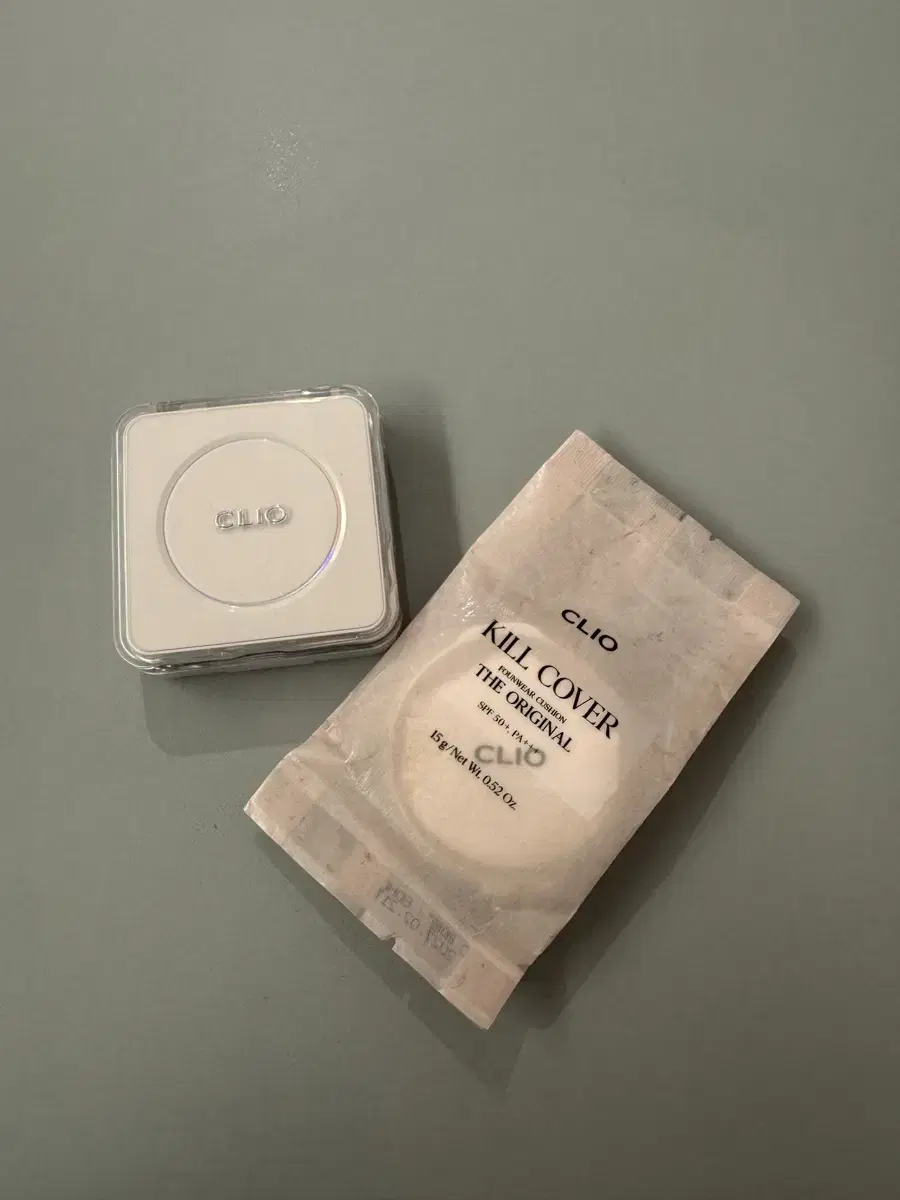 CLIO
CLIO
KILL COVER
FOUNWEAR CUSHION
THE ORIGINAL
SPF 50+, PA+++
CLIO
15 g/Net Wt. 0.52 Oz.